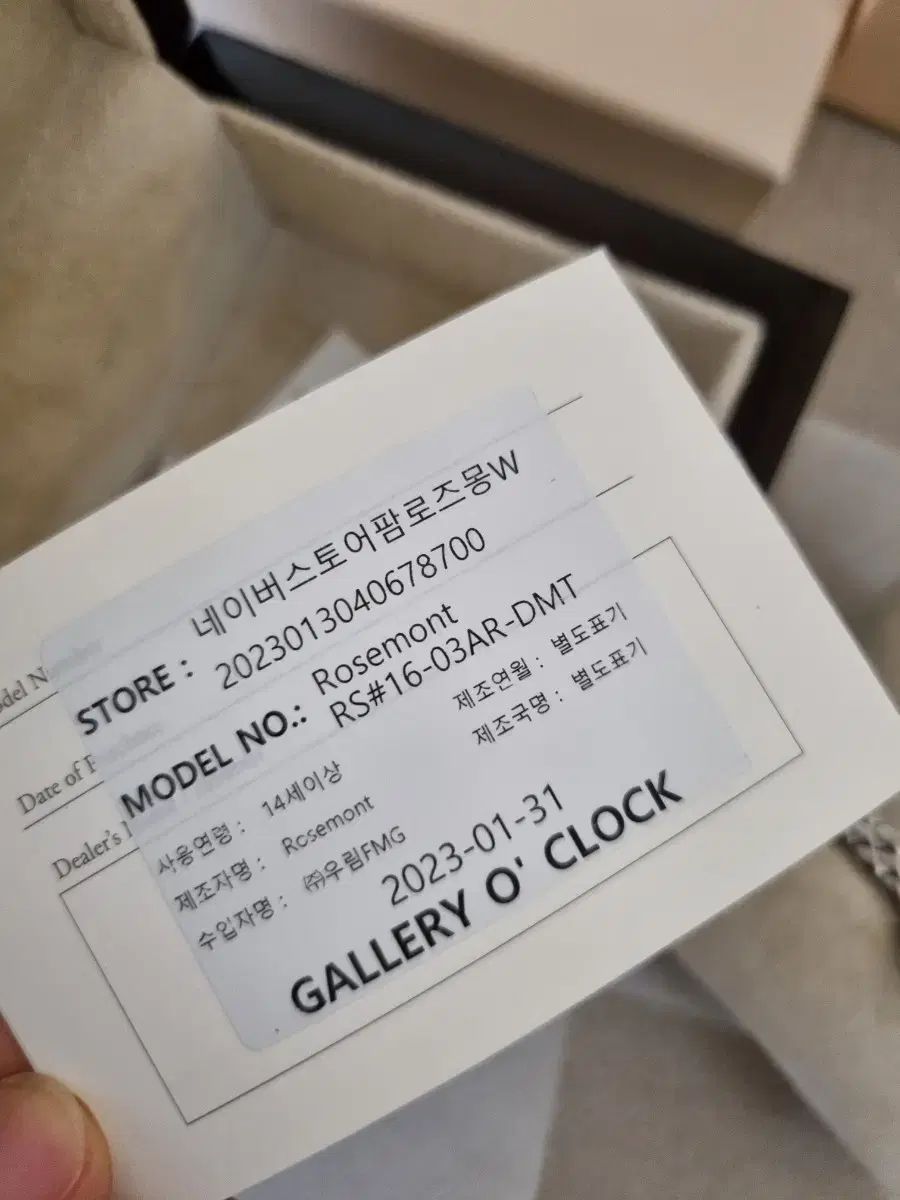 STORE : 네이버스토어팜로즈몽W
2023013040678700
MODEL NO.: Rosemont
RS#16-03AR-DMT
사용연령 : 14세이상 제조연월 : 별도표기
제조자명 : Rosemont 제조국명 : 별도표기
수입자명 : ㈜우림FMG
2023-01-31
GALLERY O' CLOCK
Date of
Dealer's